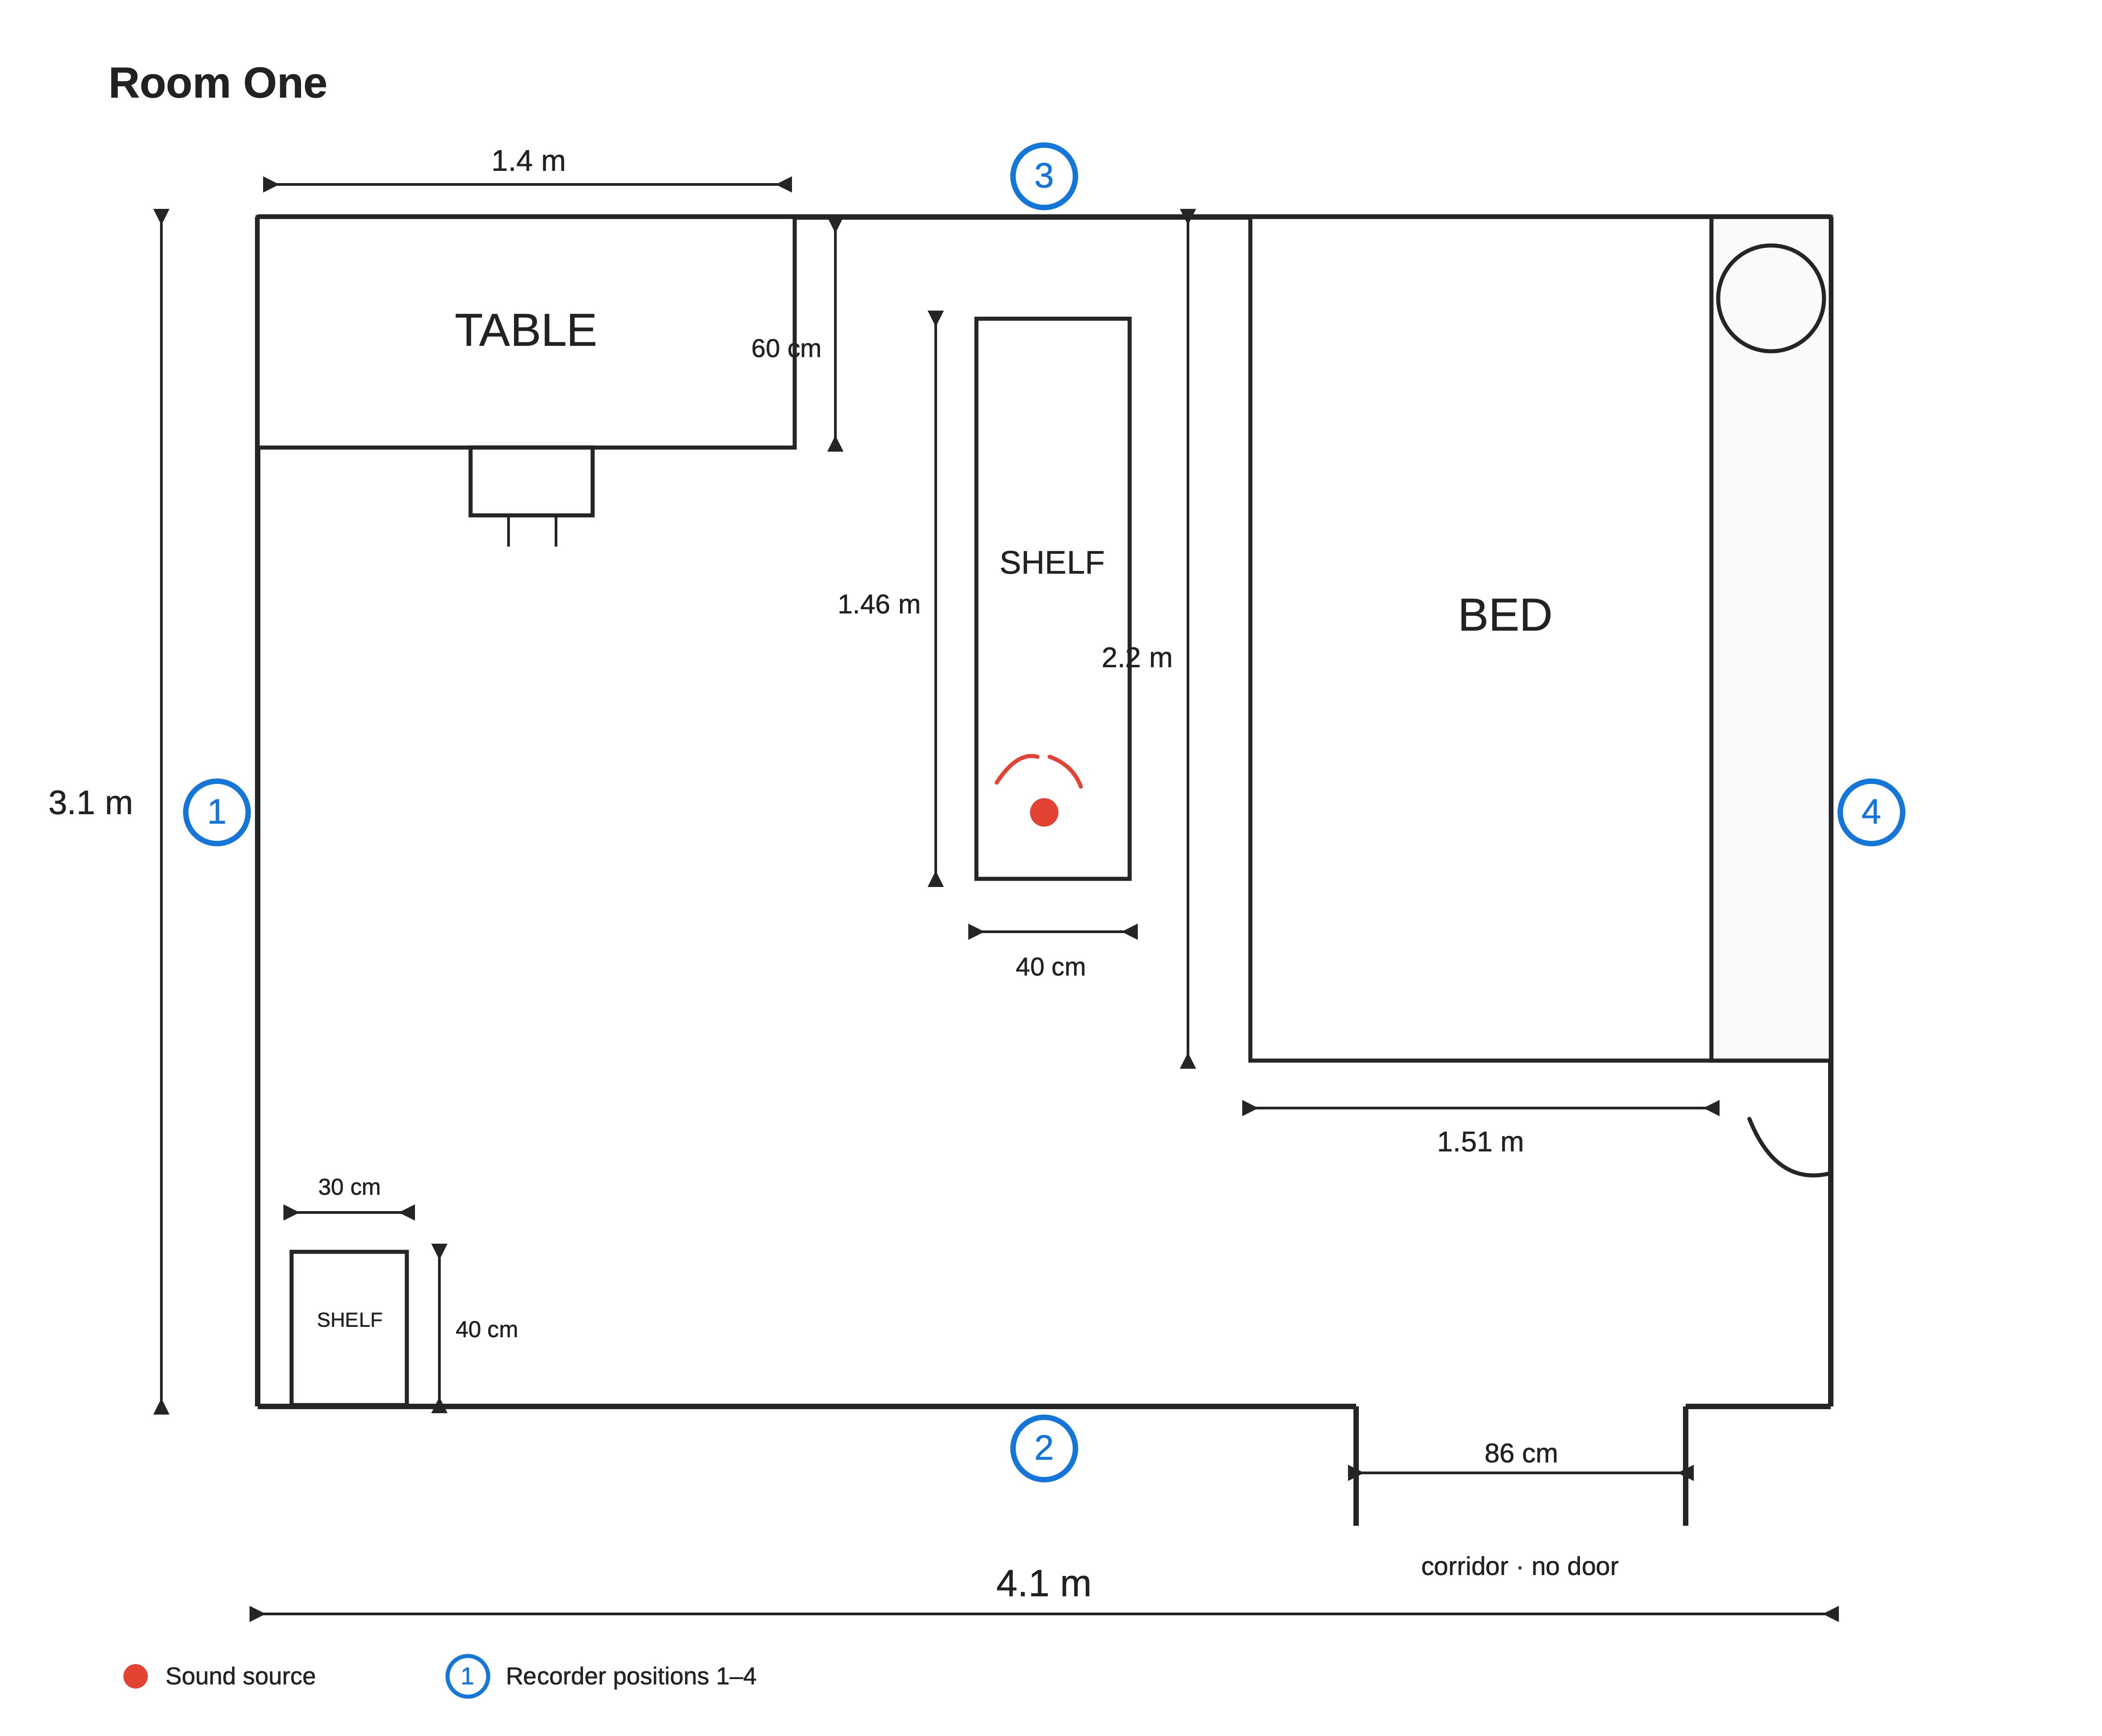 Room One
1.4 m
3
TABLE
60 cm
SHELF
1.46 m
2.2 m
BED
3.1 m
1
4
40 cm
1.51 m
30 cm
SHELF
40 cm
2
86 cm
corridor · no door
4.1 m
Sound source
1 Recorder positions 1–4